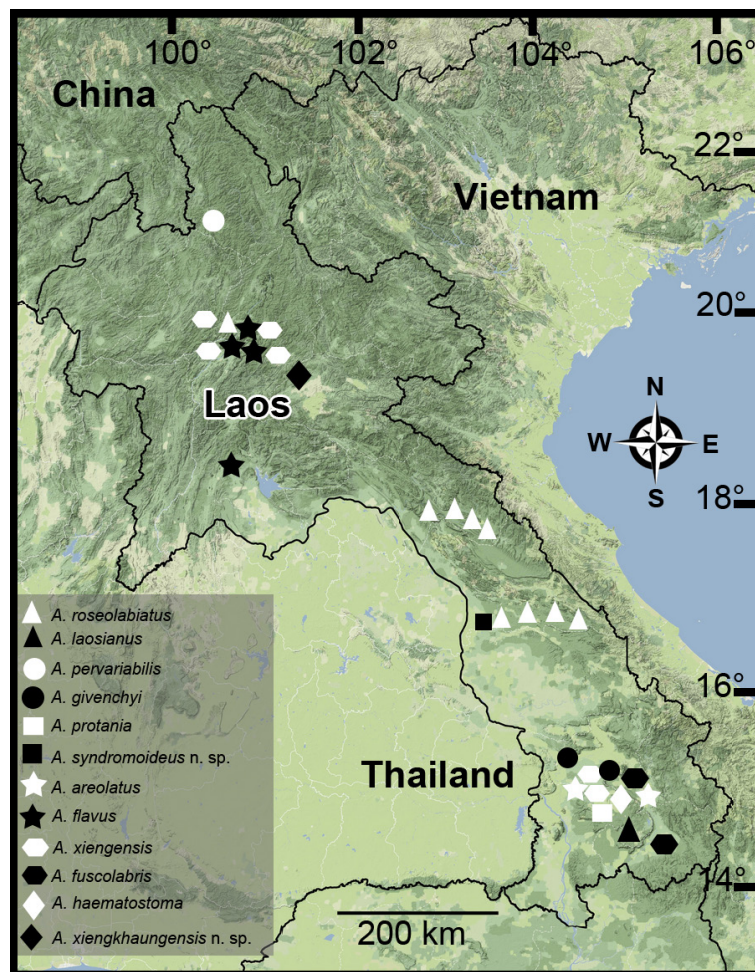 100° 102° 104° 106°
China
22°
Vietnam
20°
Laos
N
W E
S
18°
A. roseolabiatus
A. laosianus
A. pervariabilis
16°
A. givenchyi
A. protania
A. syndromoideus n. sp.
Thailand
A. areolatus
A. flavus
A. xiengensis
A. fuscolabris
14°
A. haematostoma
A. xiengkhaungensis n. sp.
200 km